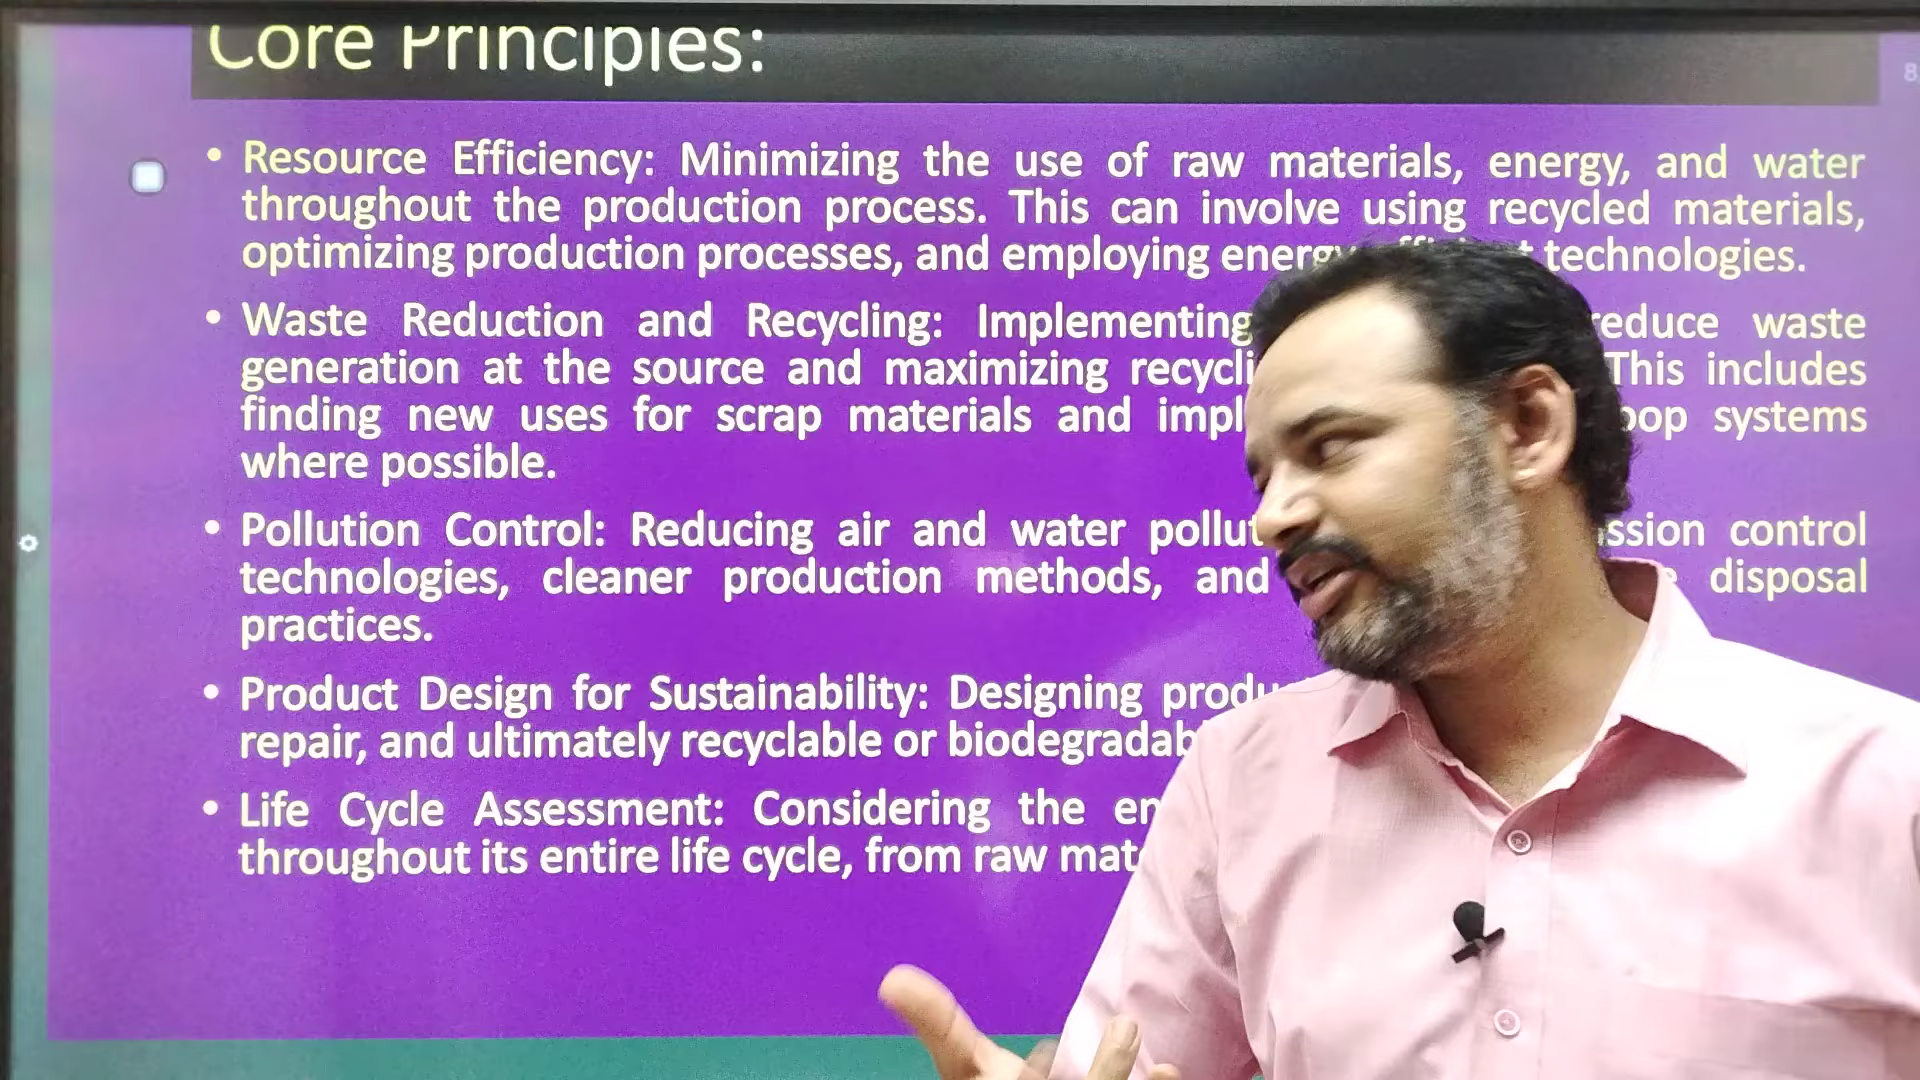 Core Principles:
• Resource Efficiency: Minimizing the use of raw materials, energy, and water
throughout the production process. This can involve using recycled materials,
optimizing production processes, and employing technologies.
• Waste Reduction and Recycling: Implementing reduce waste
generation at the source and maximizing This includes
finding new uses for scrap materials and systems
where possible.
• Pollution Control: Reducing air and water control
technologies, cleaner production methods, and disposal
practices.
• Product Design for Sustainability: Designing
repair, and ultimately recyclable or
• Life Cycle Assessment: Considering the
throughout its entire life cycle, from raw